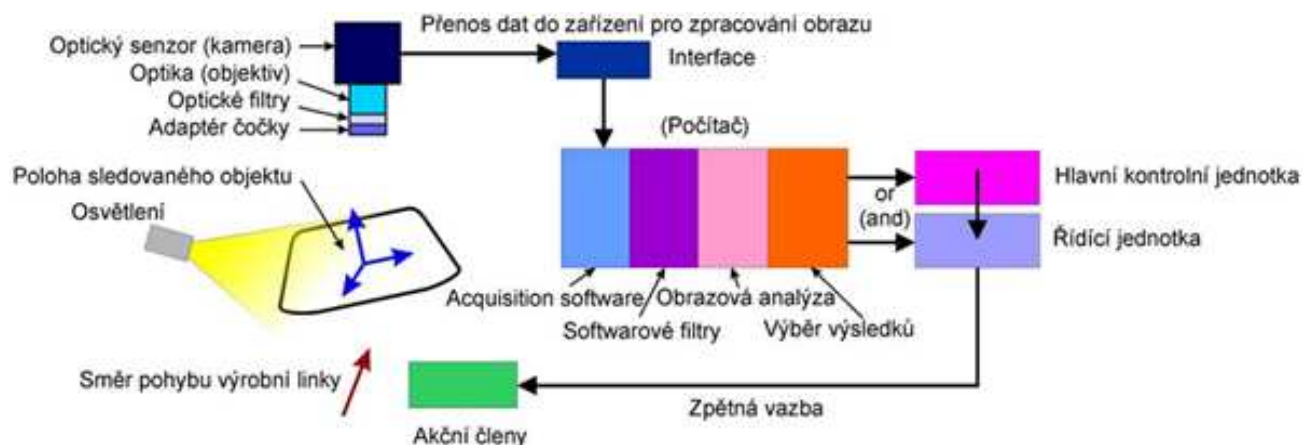 Přenos dat do zařízení pro zpracování obrazu
Optický senzor (kamera)
Interface
Optika (objektiv)
Optické filtry
Adaptér čočky
(Počítač)
Poloha sledovaného objektu
Osvětlení
Hlavní kontrolní jednotka
or
(and)
Řídící jednotka
Acquisition software
Obrazová analýza
Softwarové filtry
Výběr výsledků
Směr pohybu výrobní linky
Zpětná vazba
Akční členy